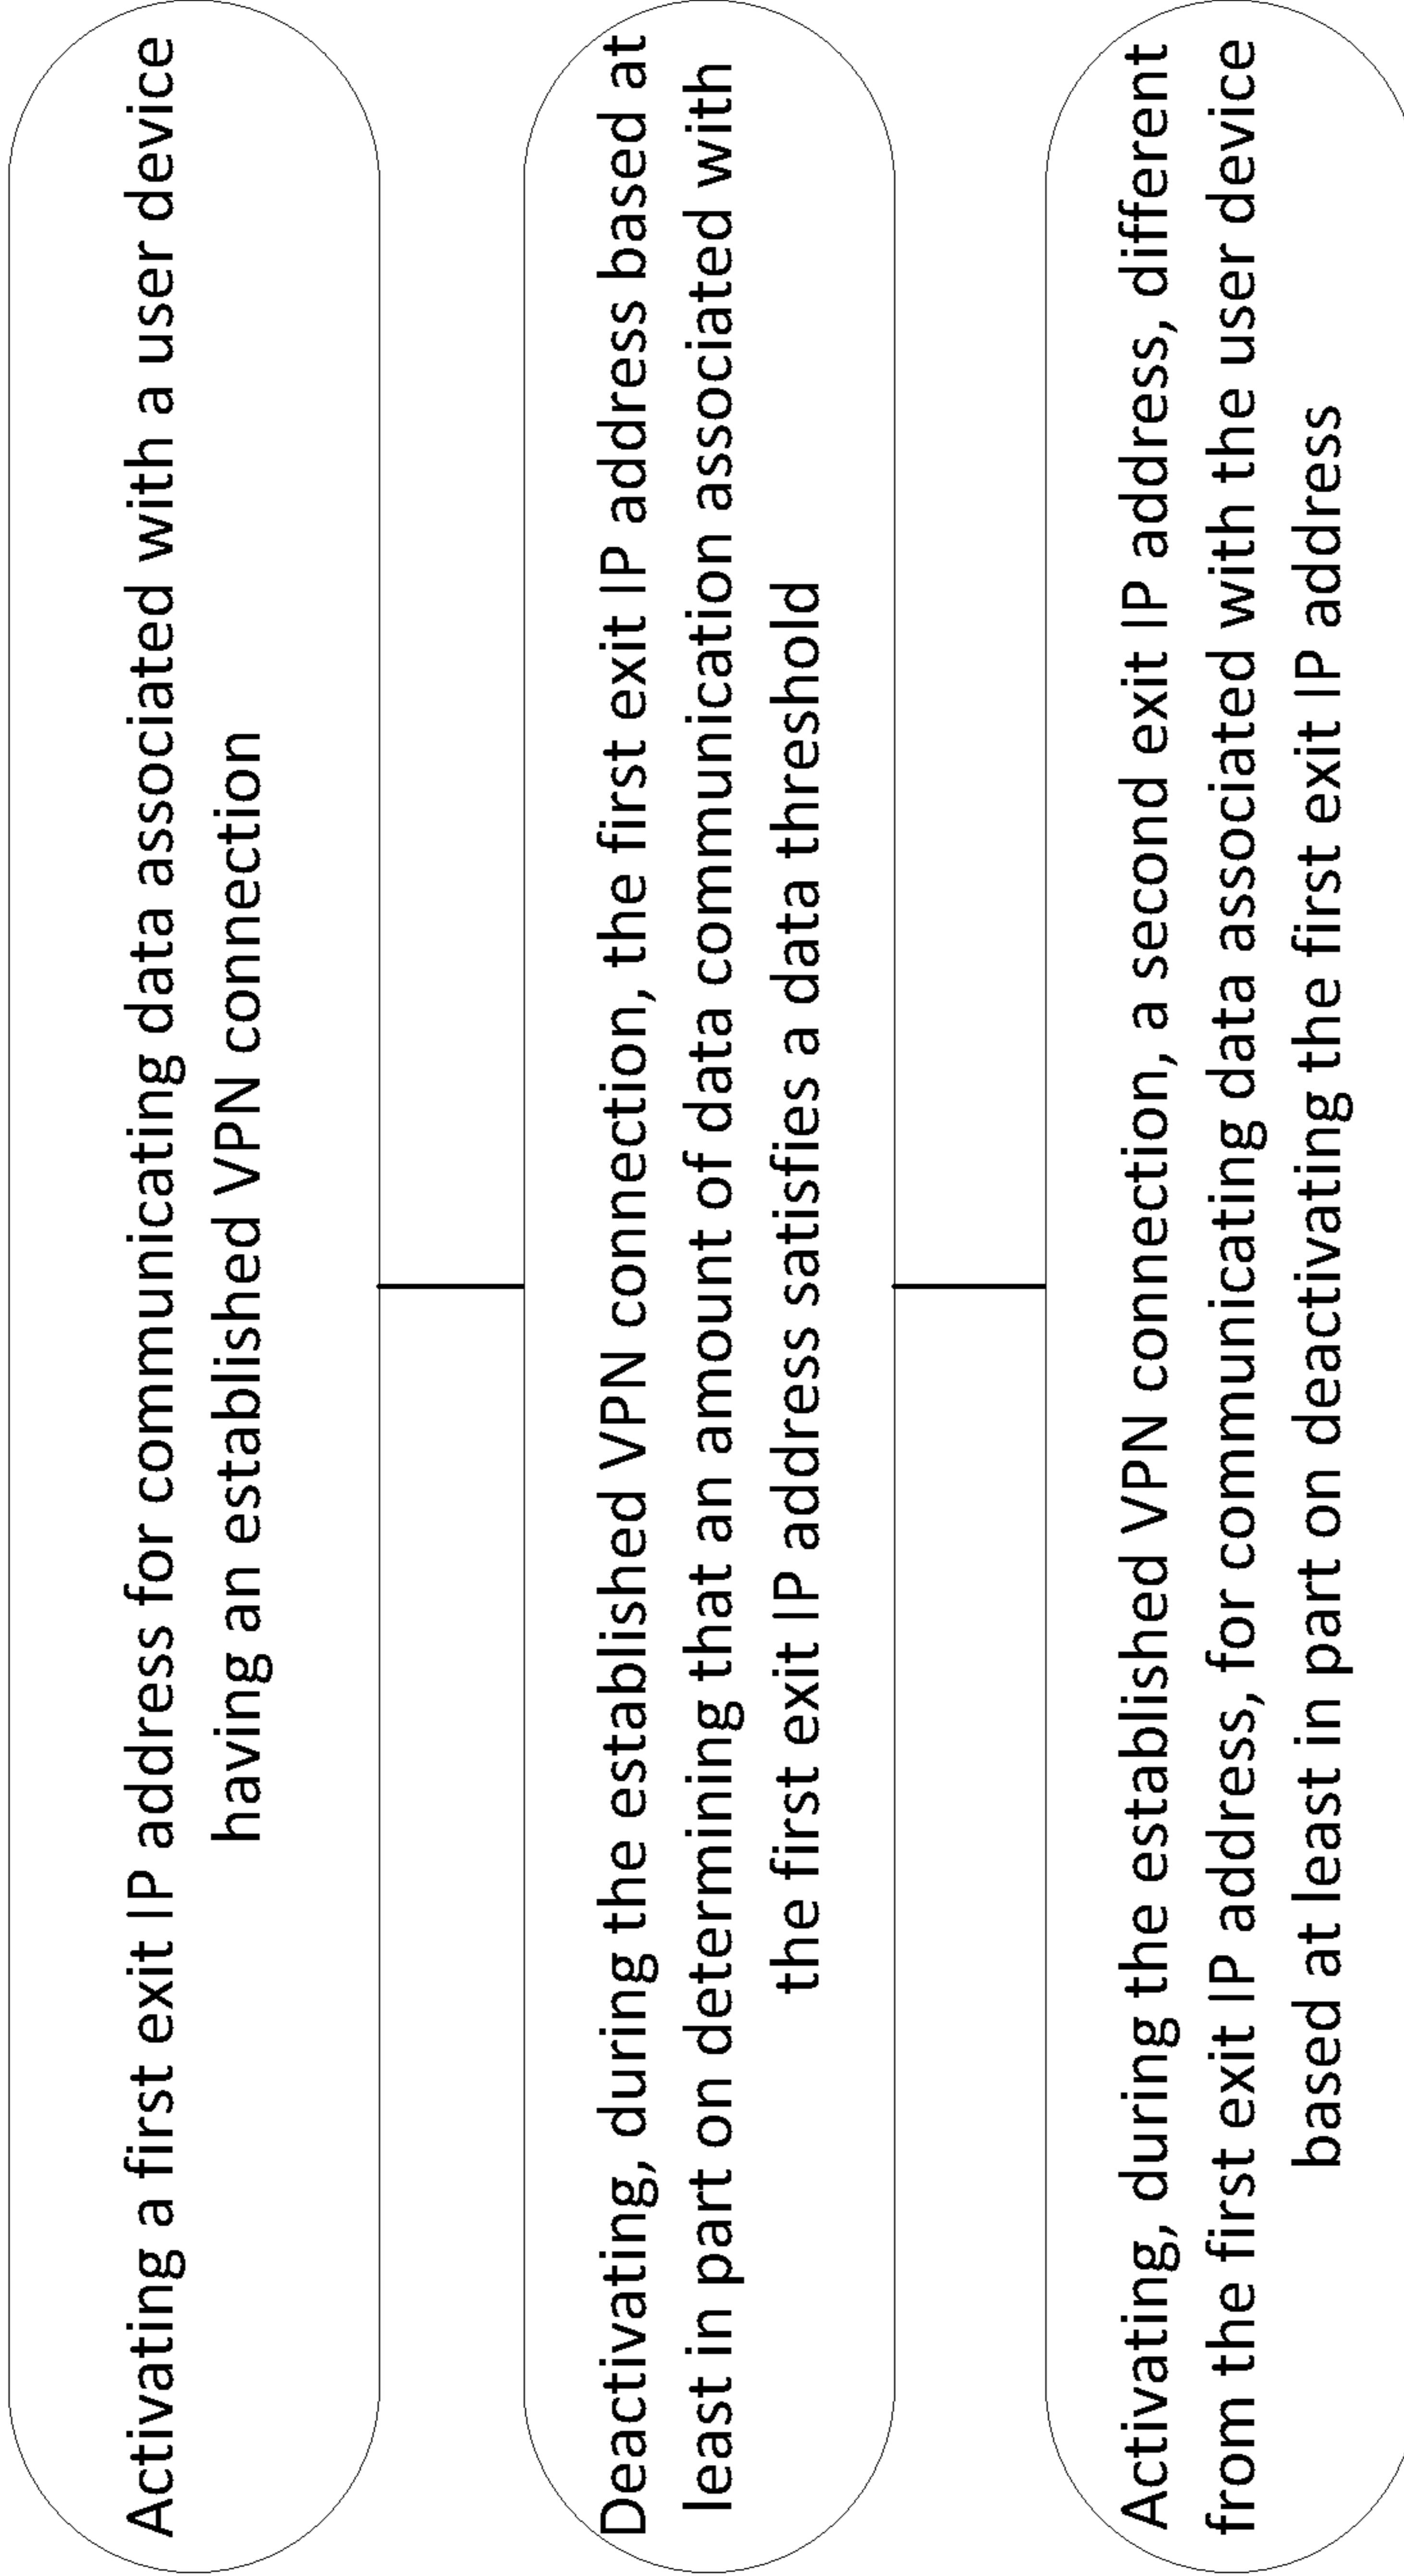 Activating a first exit IP address for communicating data associated with a user device
having an established VPN connection
Deactivating, during the established VPN connection, the first exit IP address based at
least in part on determining that an amount of data communication associated with
the first exit IP address satisfies a data threshold
Activating, during the established VPN connection, a second exit IP address, different
from the first exit IP address, for communicating data associated with the user device
based at least in part on deactivating the first exit IP address